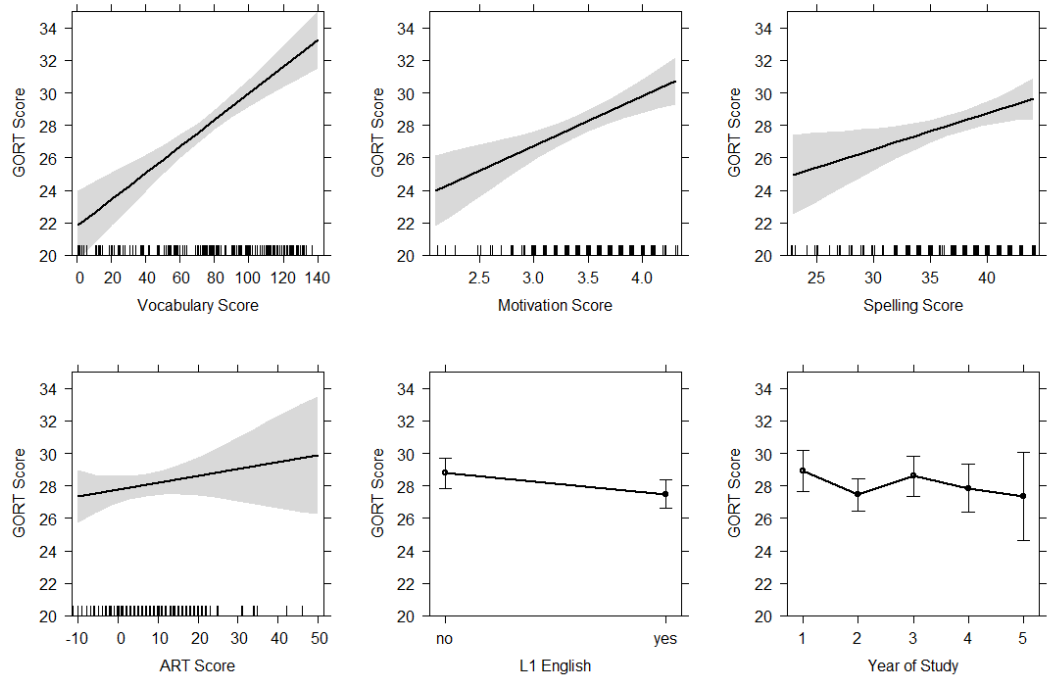 34
32
30
28
26
24
22
20
GORT Score
0 20 40 60 80 100 120 140
Vocabulary Score
34
32
30
28
26
24
22
20
GORT Score
2.5 3.0 3.5 4.0
Motivation Score
34
32
30
28
26
24
22
20
GORT Score
25 30 35 40
Spelling Score
34
32
30
28
26
24
22
20
GORT Score
-10 0 10 20 30 40 50
ART Score
34
32
30
28
26
24
22
20
GORT Score
no yes
L1 English
34
32
30
28
26
24
22
20
GORT Score
1 2 3 4 5
Year of Study